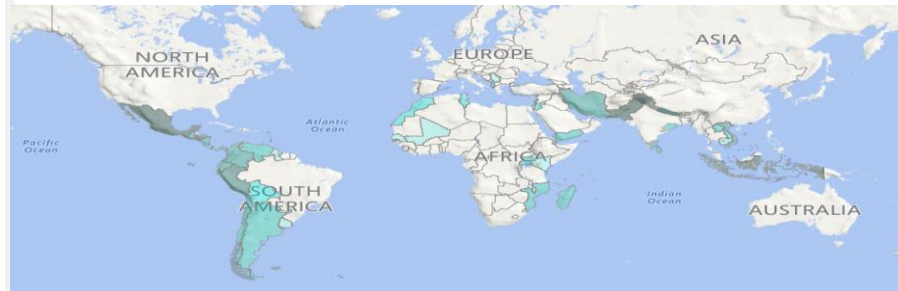 NORTH
AMERICA
EUROPE
ASIA
Atlantic
Ocean
Pacific
Ocean
AFRICA
SOUTH
AMERICA
Indian
Ocean
AUSTRALIA